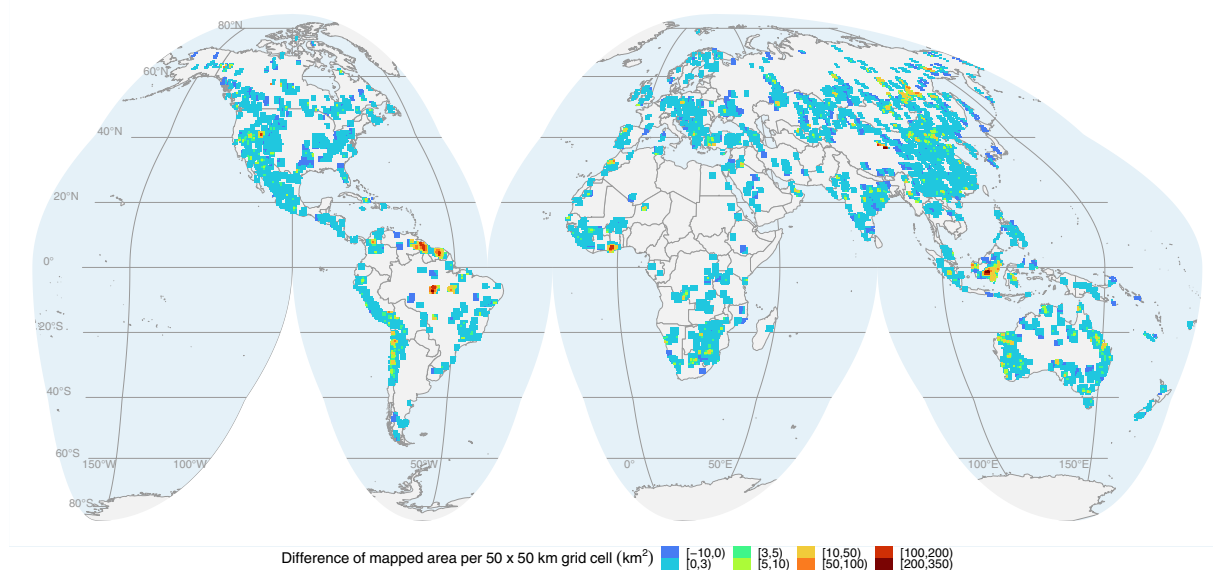 80°N
60°N
40°N
20°N
0°
20°S
40°S
60°S
150°W 100°W 50°W 0° 50°E 100°E 150°E
80°S
Difference of mapped area per 50 x 50 km grid cell (km²)
[−10,0) [3,5) [10,50) [100,200)
[0,3) [5,10) [50,100) [200,350)